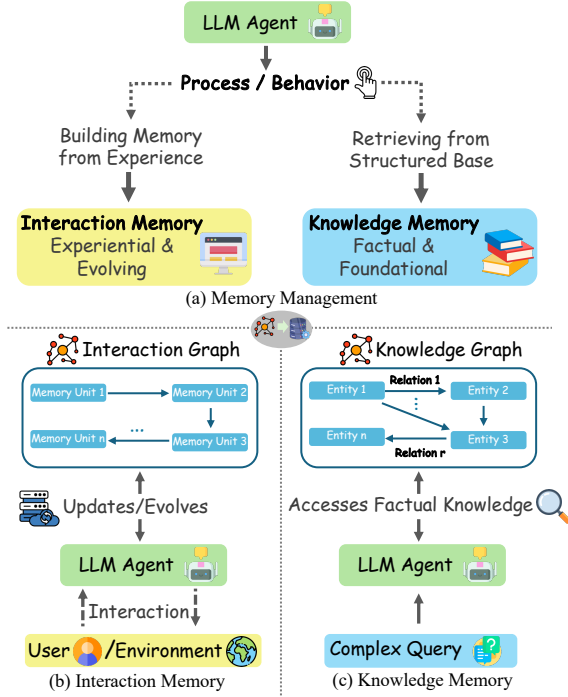 LLM Agent
Process / Behavior
Building Memory
from Experience
Retrieving from
Structured Base
Interaction Memory
Experiential &
Evolving
Knowledge Memory
Factual &
Foundational
(a) Memory Management
Interaction Graph
Memory Unit 1
Memory Unit 2
Memory Unit n
...
Memory Unit 3
Updates/Evolves
LLM Agent
Interaction
User /Environment
(b) Interaction Memory
Knowledge Graph
Entity 1
Relation 1
Entity 2
...
Entity n
Entity 3
Relation r
Accesses Factual Knowledge
LLM Agent
Complex Query
?
(c) Knowledge Memory